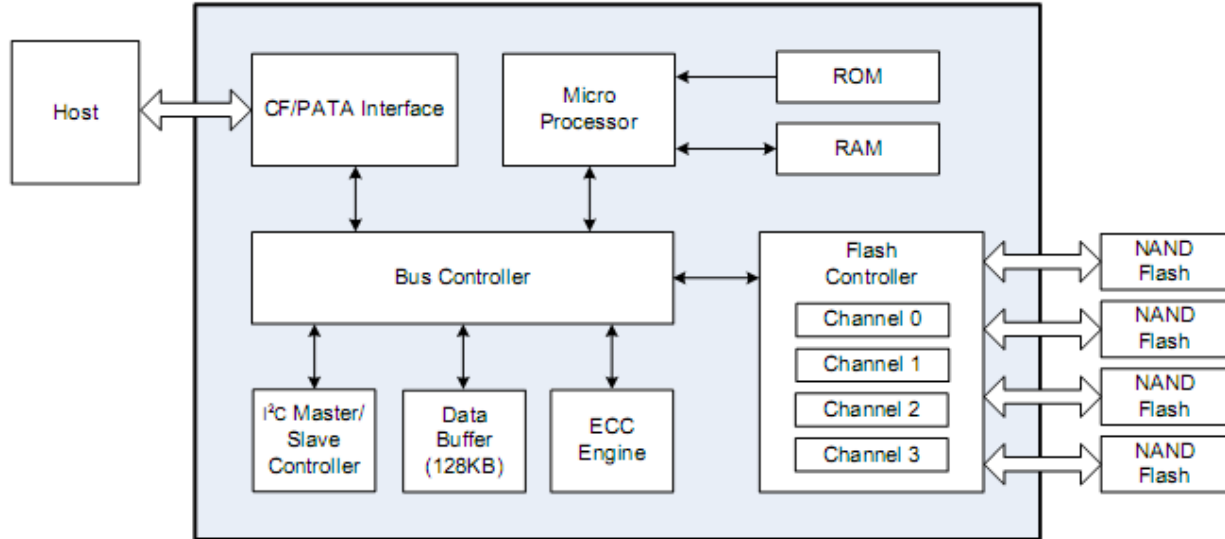 Host
CF/PATA Interface
Micro
Processor
ROM
RAM
Bus Controller
Flash
Controller
Channel 0
Channel 1
Channel 2
Channel 3
NAND
Flash
NAND
Flash
NAND
Flash
NAND
Flash
I²C Master/
Slave
Controller
Data
Buffer
(128KB)
ECC
Engine